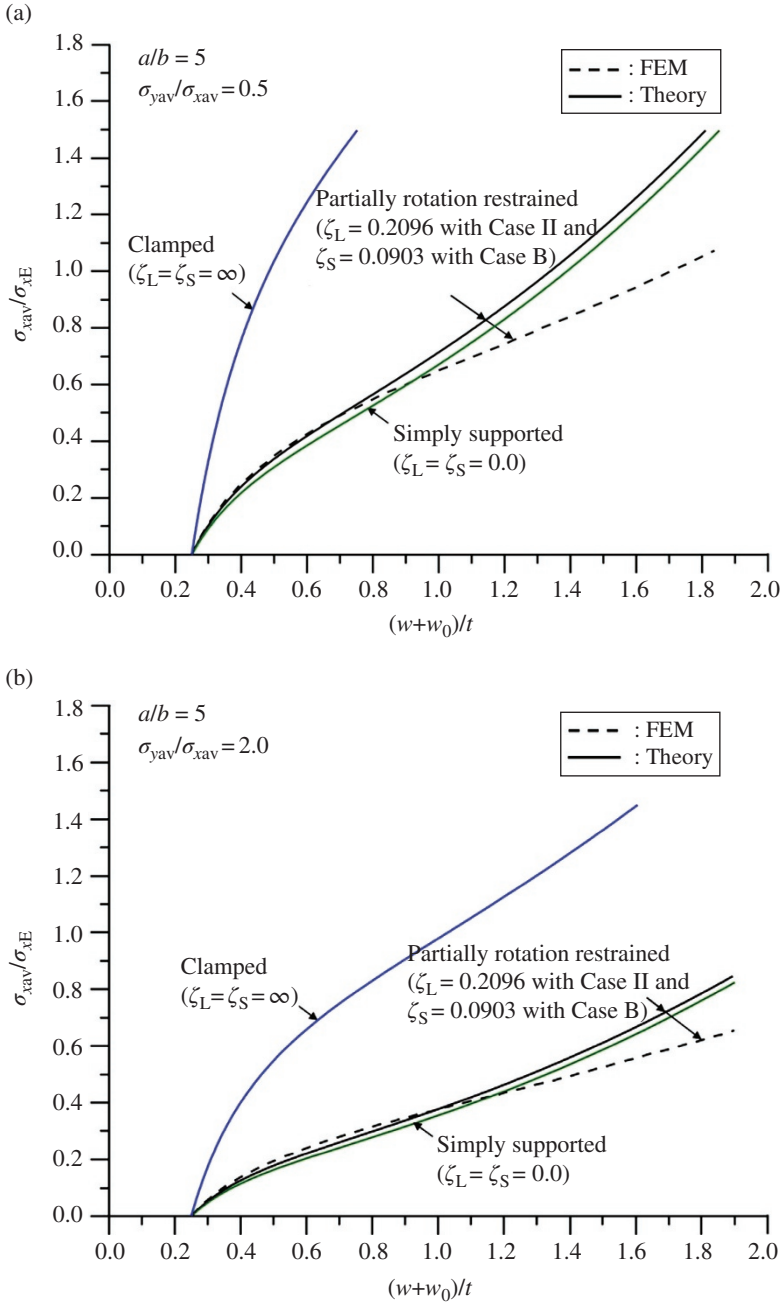 (a)
1.8
1.6
1.4
1.2
1.0
0.8
0.6
0.4
0.2
0.0
σxav/σxE
a/b = 5
σyav/σxav = 0.5
: FEM
: Theory
Clamped
(ζL = ζS = ∞)
Partially rotation restrained
(ζL = 0.2096 with Case II and
ζS = 0.0903 with Case B)
Simply supported
(ζL = ζS = 0.0)
0.0 0.2 0.4 0.6 0.8 1.0 1.2 1.4 1.6 1.8 2.0
(w+w0)/t
(b)
1.8
1.6
1.4
1.2
1.0
0.8
0.6
0.4
0.2
0.0
σxav/σxE
a/b = 5
σyav/σxav = 2.0
: FEM
: Theory
Clamped
(ζL = ζS = ∞)
Partially rotation restrained
(ζL = 0.2096 with Case II and
ζS = 0.0903 with Case B)
Simply supported
(ζL = ζS = 0.0)
0.0 0.2 0.4 0.6 0.8 1.0 1.2 1.4 1.6 1.8 2.0
(w+w0)/t